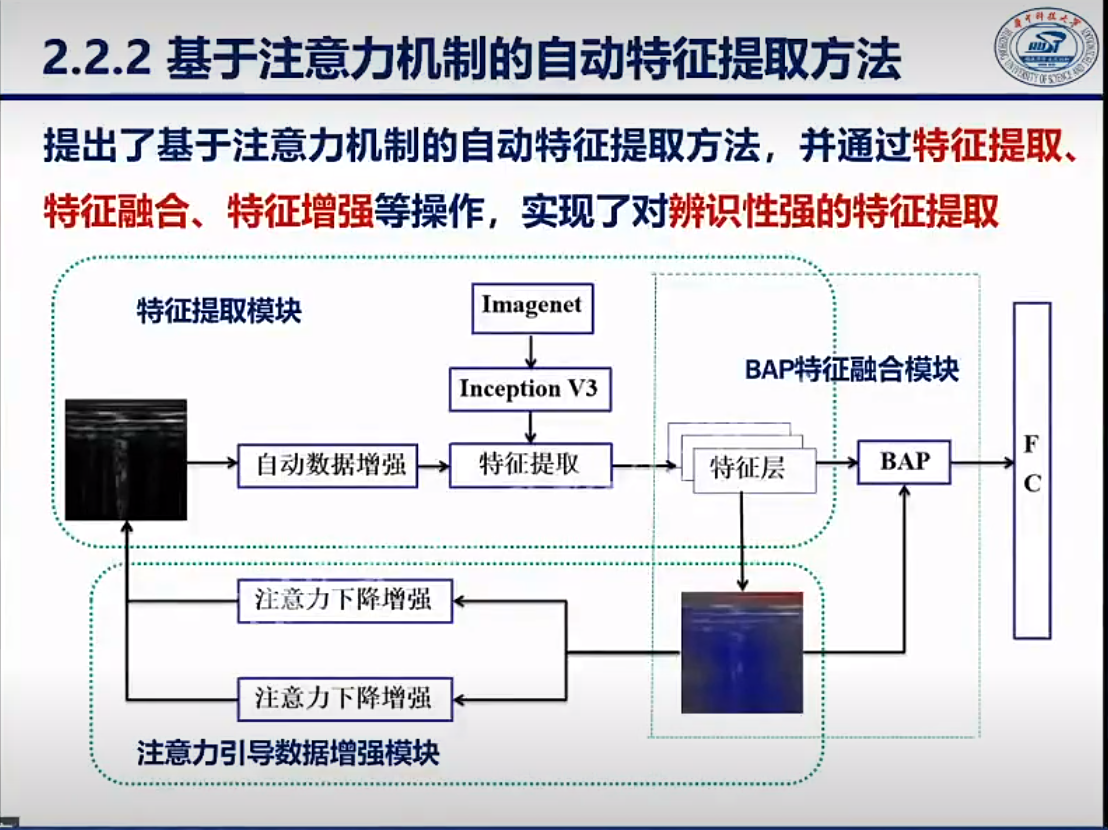 2.2.2 基于注意力机制的自动特征提取方法
提出了基于注意力机制的自动特征提取方法，并通过特征提取、
特征融合、特征增强等操作，实现了对辨识性强的特征提取
特征提取模块
Imagenet
Inception V3
BAP特征融合模块
自动数据增强
特征提取
特征层
BAP
F
C
注意力下降增强
注意力下降增强
注意力引导数据增强模块